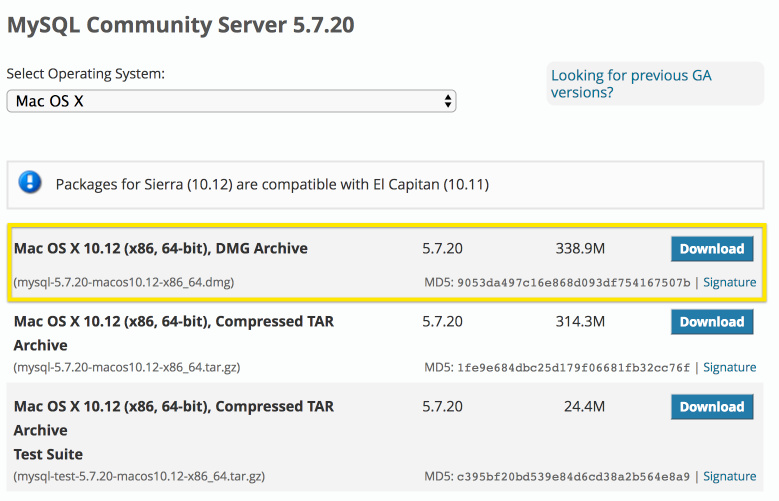 MySQL Community Server 5.7.20
Select Operating System:
Mac OS X
Looking for previous GA
versions?
Packages for Sierra (10.12) are compatible with El Capitan (10.11)
Mac OS X 10.12 (x86, 64-bit), DMG Archive 5.7.20 338.9M Download
(mysql-5.7.20-macos10.12-x86_64.dmg) MD5: 9053da497c16e868d093df754167507b | Signature
Mac OS X 10.12 (x86, 64-bit), Compressed TAR 5.7.20 314.3M Download
Archive
(mysql-5.7.20-macos10.12-x86_64.tar.gz) MD5: 1fe9e684dbc25d179f06681fb32cc76f | Signature
Mac OS X 10.12 (x86, 64-bit), Compressed TAR 5.7.20 24.4M Download
Archive
Test Suite
(mysql-test-5.7.20-macos10.12-x86_64.tar.gz) MD5: c395bf20bd539e84d6cd38a2b564e8a9 | Signature